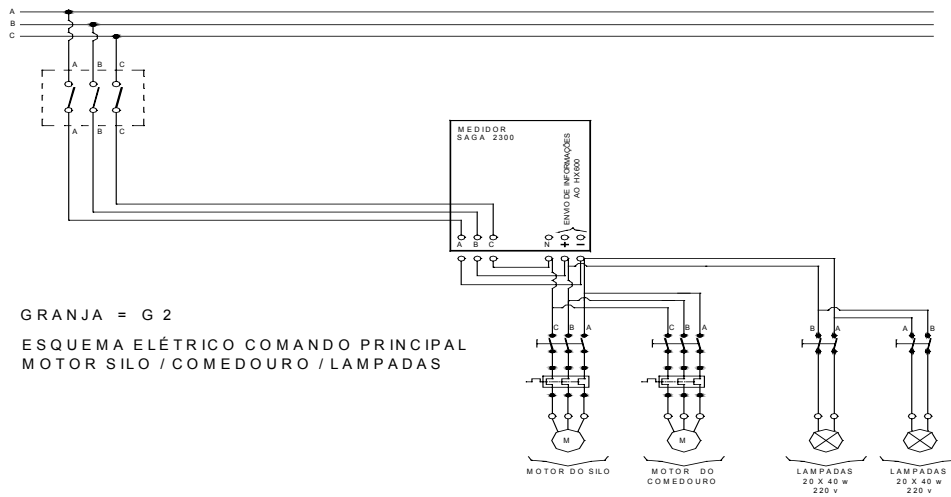 A
B
C
A B C
A B C
MEDIDOR
SAGA 2300
ENVIO DE INFORMAÇÕES
AO HX600
A B C N + −
GRANJA = G2
ESQUEMA ELÉTRICO COMANDO PRINCIPAL
MOTOR SILO / COMEDOURO / LAMPADAS
C B A
C B A
B A
A B
M
M
MOTOR DO SILO
MOTOR DO
COMEDOURO
LAMPADAS
20 X 40 w
220 v
LAMPADAS
20 X 40 w
220 v